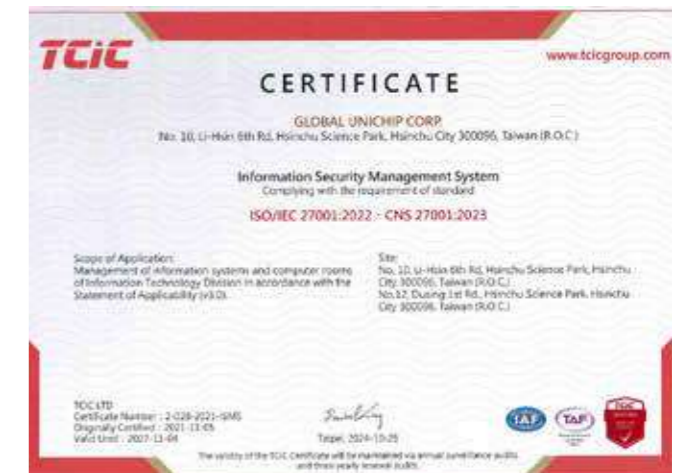 TCiC
www.tcicgroup.com
CERTIFICATE
GLOBAL UNICHIP CORP.
No. 10, Li-Hsin 6th Rd, Hsinchu Science Park, Hsinchu City 300096, Taiwan (R.O.C.)
Information Security Management System
Complying with the requirement of standard
ISO/IEC 27001:2022 - CNS 27001:2023
Scope of Application:
Management of information systems and computer rooms
of Information Technology Division in accordance with the
Statement of Applicability (v3.0).
Site:
No. 10, Li-Hsin 6th Rd, Hsinchu Science Park, Hsinchu
City 300096, Taiwan (R.O.C.)
No.12, Dusing 1st Rd., Hsinchu Science Park, Hsinchu
City 300096, Taiwan (R.O.C.)
TCIC LTD
Certificate Number : 2-028-2021-ISMS
Originally Certified : 2021-11-05
Valid Until : 2027-11-04
Taipei, 2024-10-25
IAF
TAF
TCiC
The validity of the TCIC Certificate will be maintained via annual surveillance audits
and three yearly renewal audits.